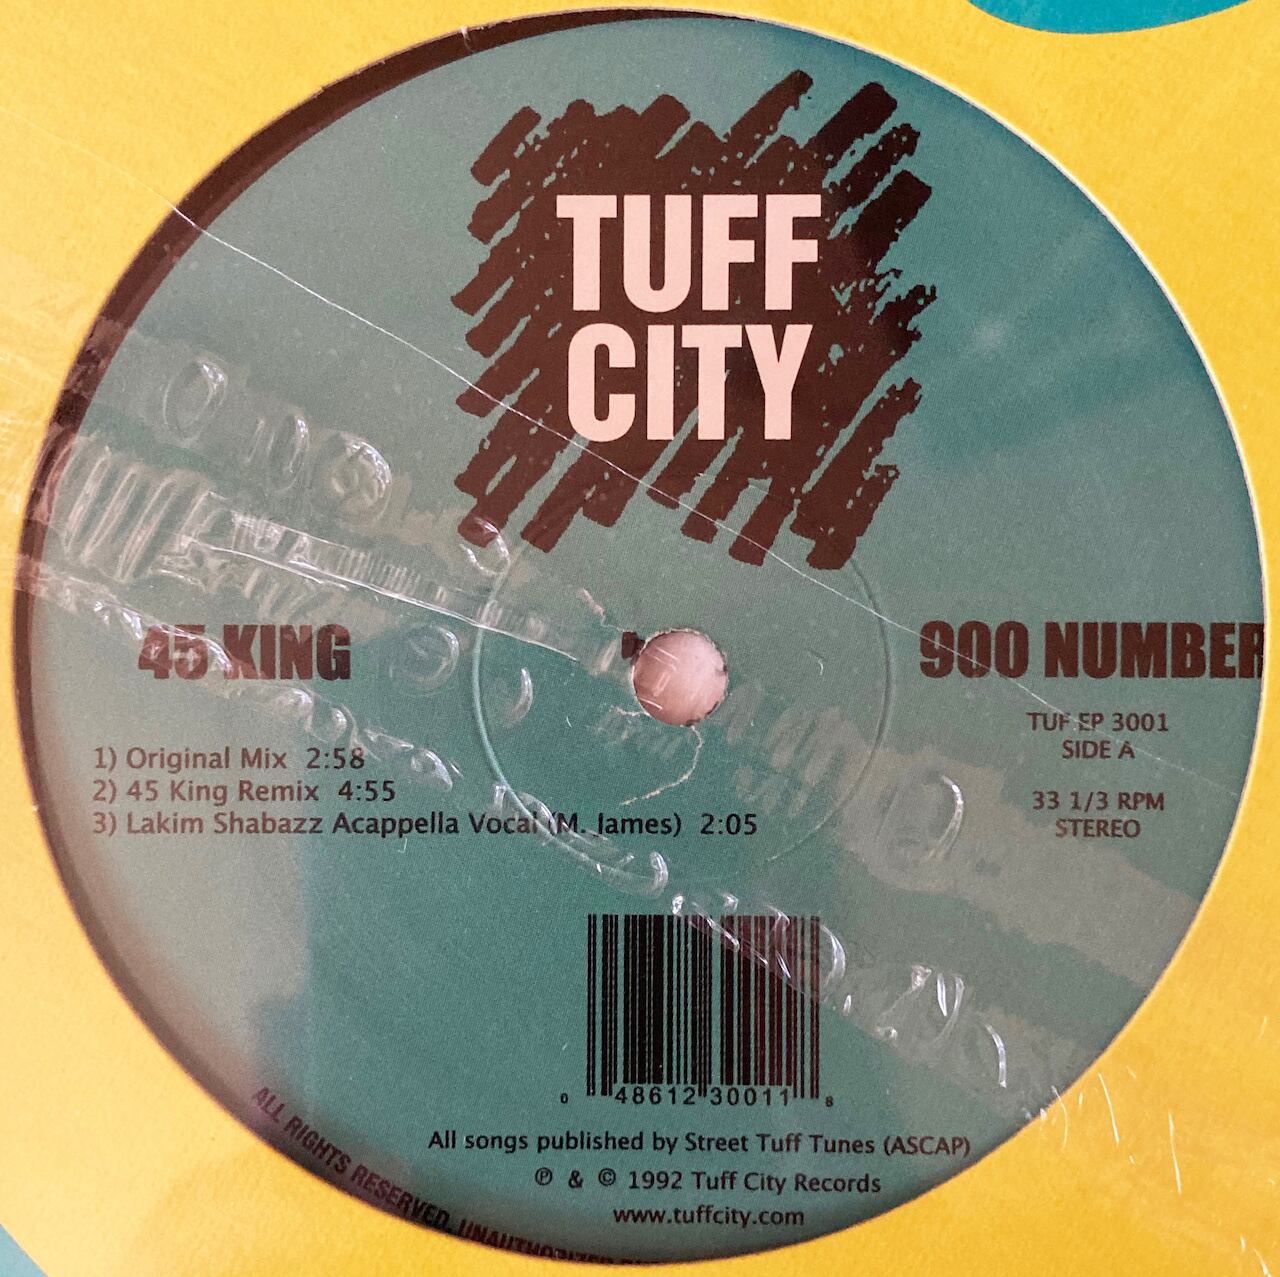 TUFF
CITY
45 KING
900 NUMBER
TUF EP 3001
SIDE A
33 1/3 RPM
STEREO
1) Original Mix 2:58
2) 45 King Remix 4:55
3) Lakim Shabazz Acappella Vocal (M. James) 2:05
0 48612 30011 8
All songs published by Street Tuff Tunes (ASCAP)
℗ & © 1992 Tuff City Records
www.tuffcity.com
ALL RIGHTS RESERVED. UNAUTHORIZED